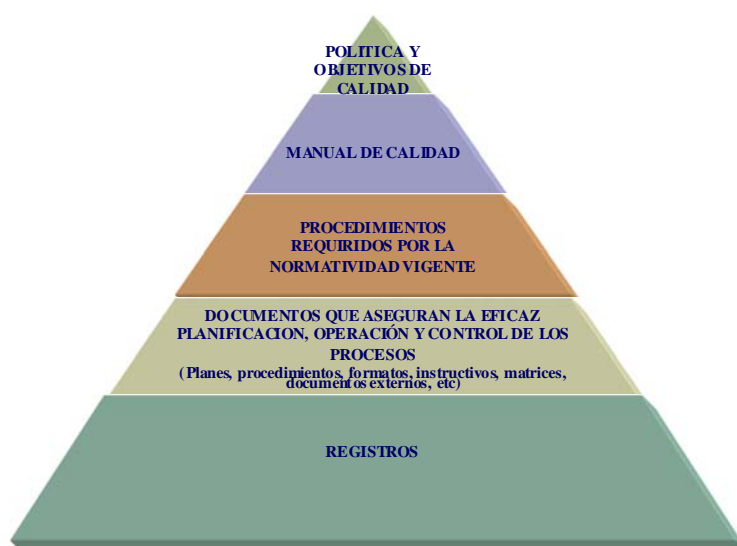 POLITICA Y
OBJETIVOS DE
CALIDAD
MANUAL DE CALIDAD
PROCEDIMIENTOS
REQUIRIDOS POR LA
NORMATIVIDAD VIGENTE
DOCUMENTOS QUE ASEGURAN LA EFICAZ
PLANIFICACION, OPERACIÓN Y CONTROL DE LOS
PROCESOS
(Planes, procedimientos, formatos, instructivos, matrices,
documentos externos, etc)
REGISTROS